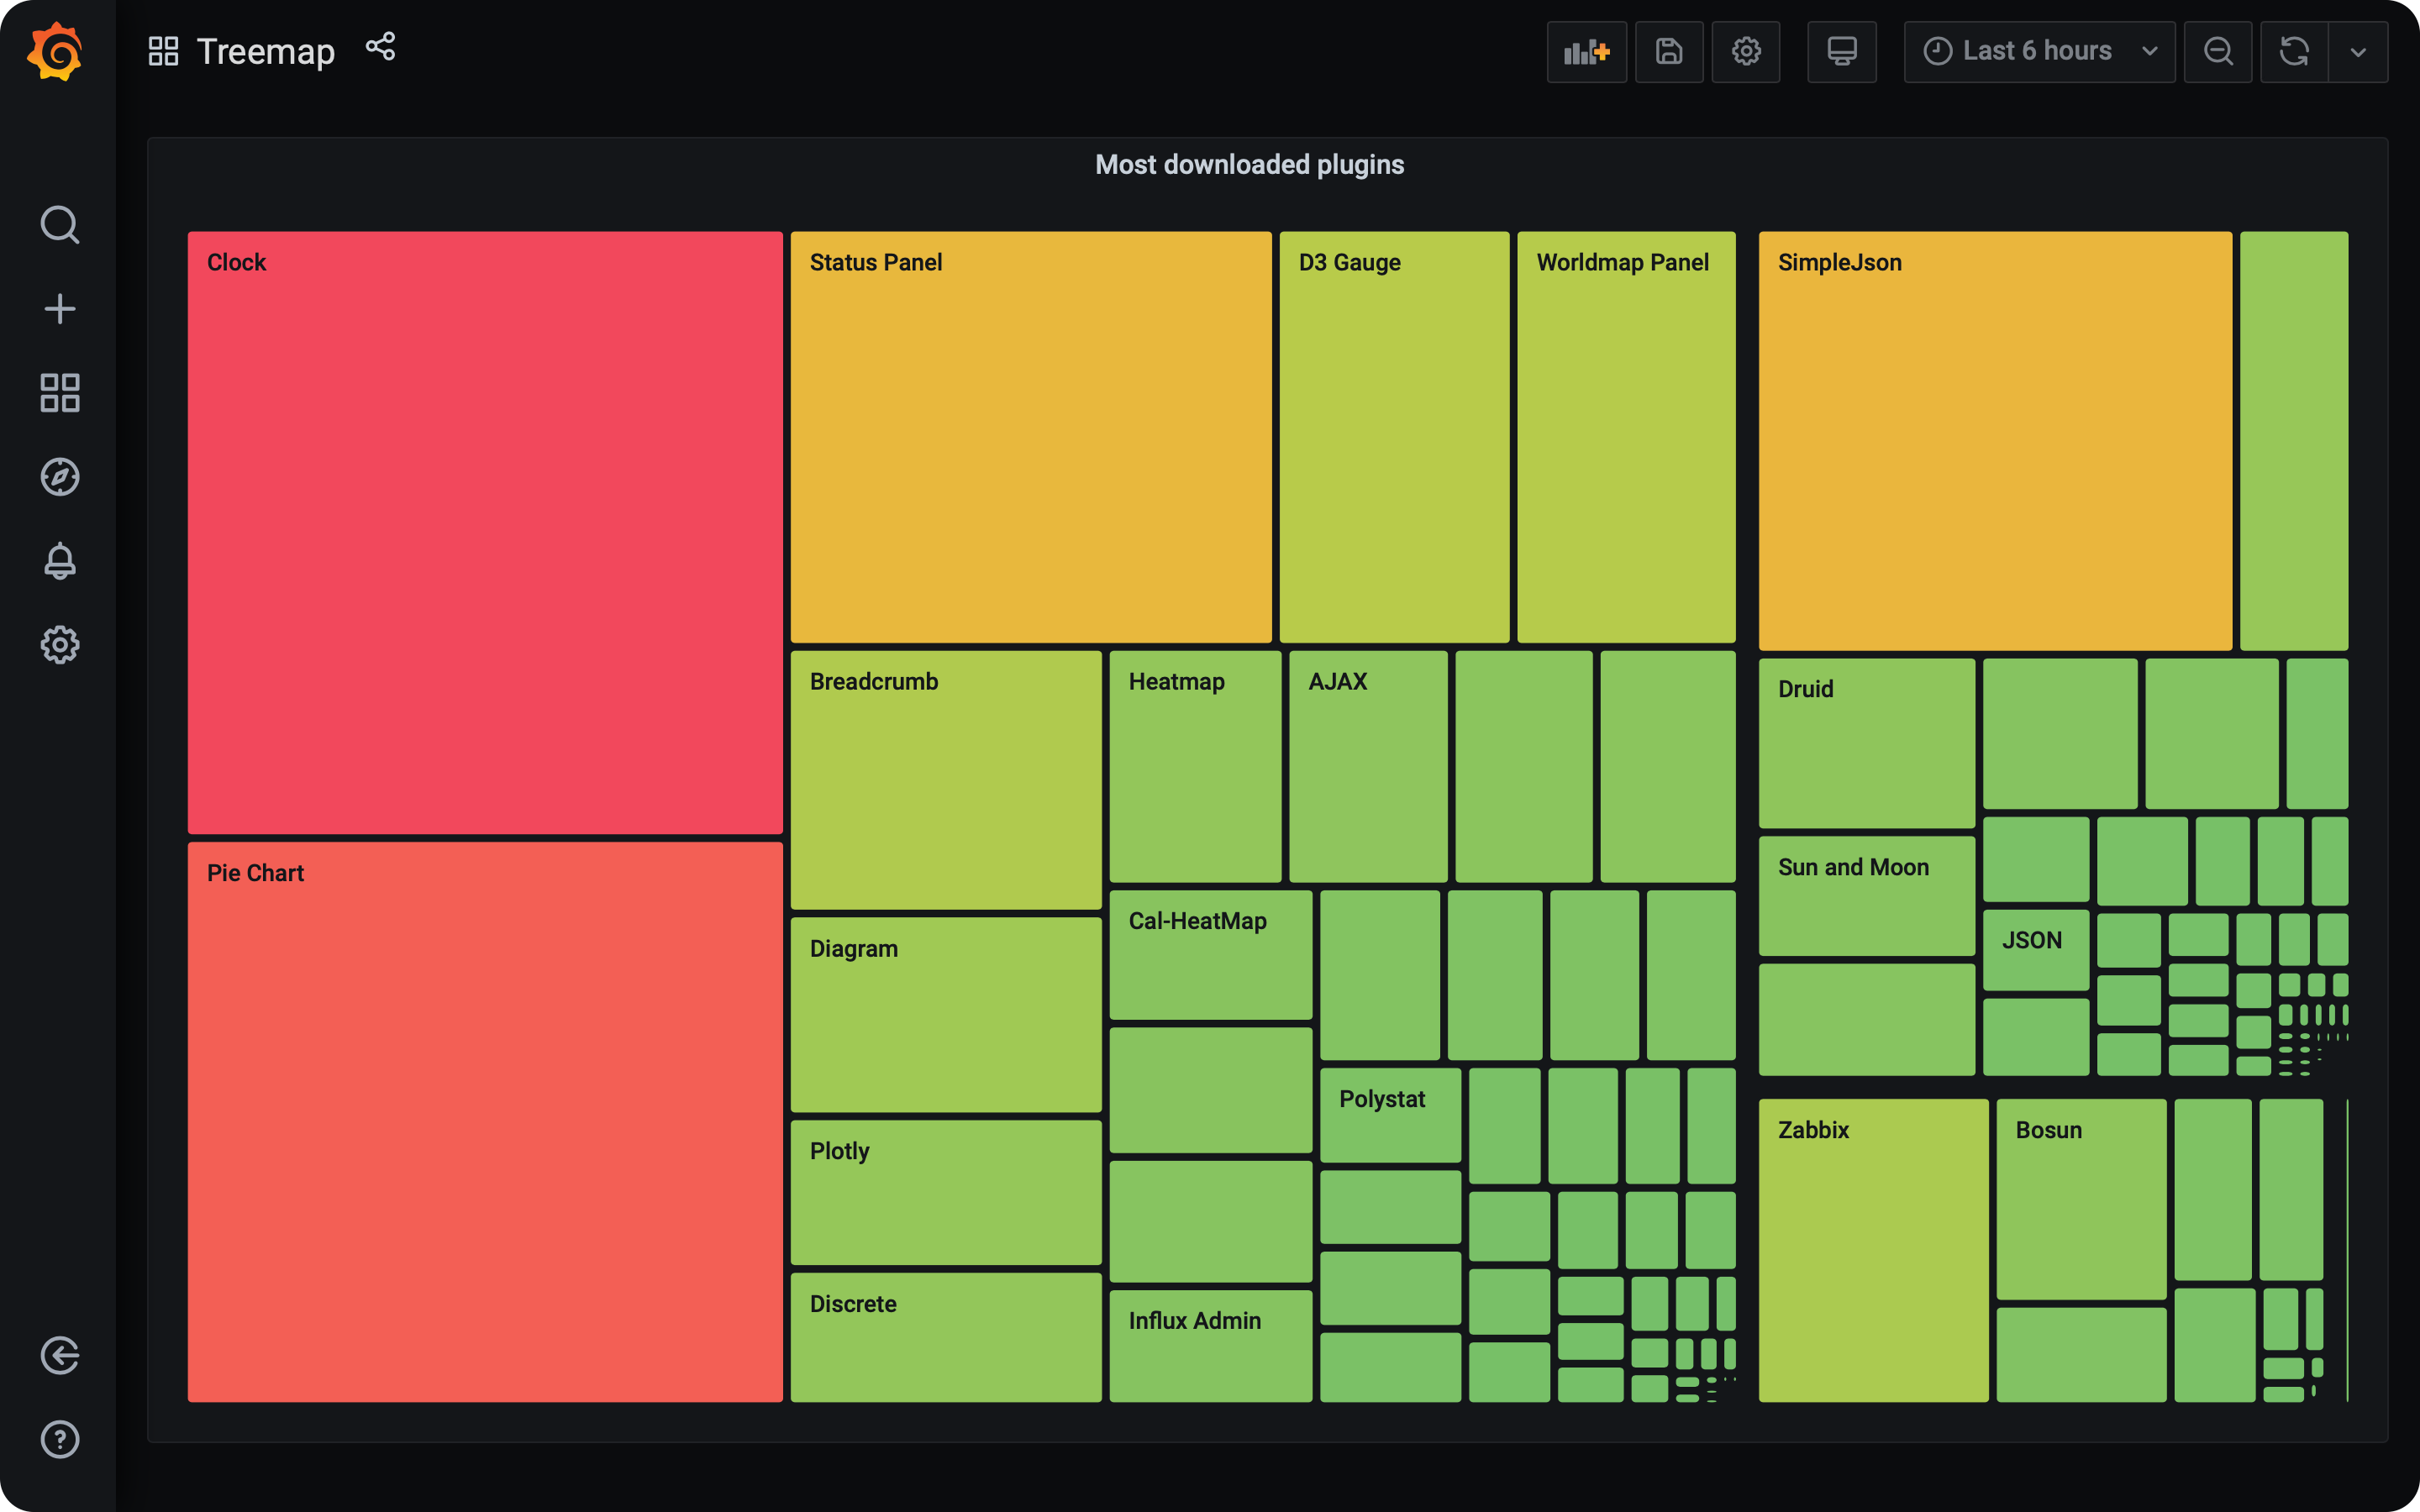 Treemap
Last 6 hours
Most downloaded plugins
Clock
Status Panel
D3 Gauge
Worldmap Panel
SimpleJson
Breadcrumb
Heatmap
AJAX
Druid
Pie Chart
Sun and Moon
Cal-HeatMap
JSON
Diagram
Polystat
Zabbix
Bosun
Plotly
Discrete
Influx Admin